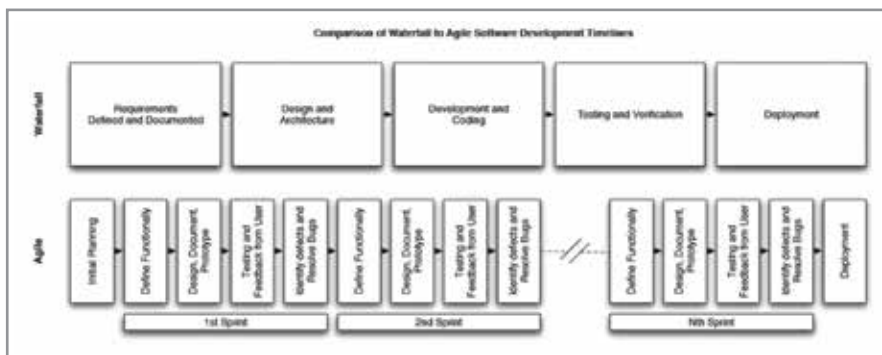 Comparison of Waterfall to Agile Software Development Timelines
Waterfall
Requirements
Defined and Documented
Design and
Architecture
Development and
Coding
Testing and Verification
Deployment
Agile
Initial Planning
Define Functionally
Design, Document,
Prototype
Testing and
Feedback from User
Identify defects and
Resolve Bugs
Define Functionally
Design, Document,
Prototype
Testing and
Feedback from User
Identify defects and
Resolve Bugs
Define Functionally
Design, Document,
Prototype
Testing and
Feedback from User
Identify defects and
Resolve Bugs
Deployment
1st Sprint
2nd Sprint
Nth Sprint